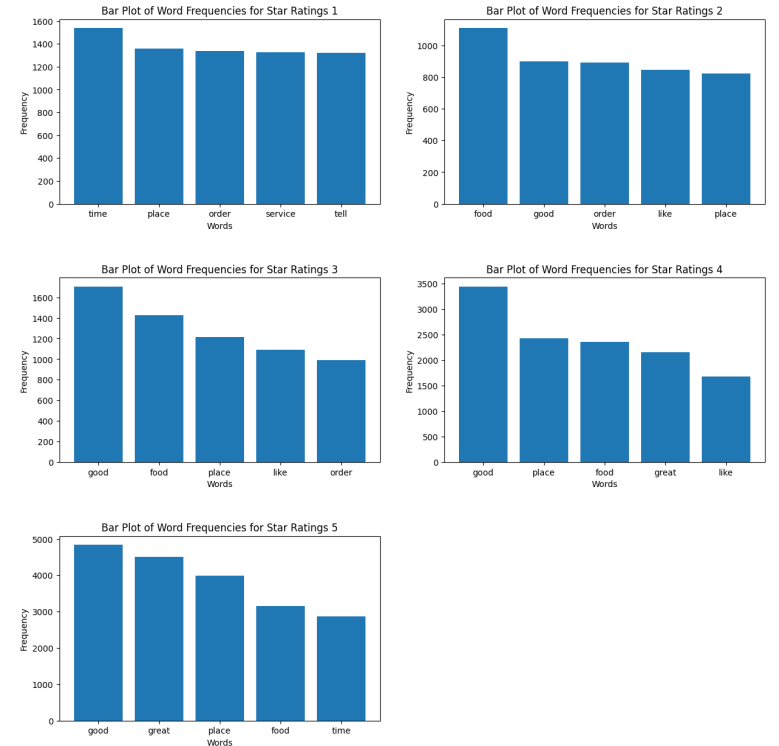 Bar Plot of Word Frequencies for Star Ratings 1
1600
1400
1200
1000
800
600
400
200
0
Frequency
time place order service tell
Words
Bar Plot of Word Frequencies for Star Ratings 2
1000
800
600
400
200
0
Frequency
food good order like place
Words
Bar Plot of Word Frequencies for Star Ratings 3
1600
1400
1200
1000
800
600
400
200
0
Frequency
good food place like order
Words
Bar Plot of Word Frequencies for Star Ratings 4
3500
3000
2500
2000
1500
1000
500
0
Frequency
good place food great like
Words
Bar Plot of Word Frequencies for Star Ratings 5
5000
4000
3000
2000
1000
0
Frequency
good great place food time
Words